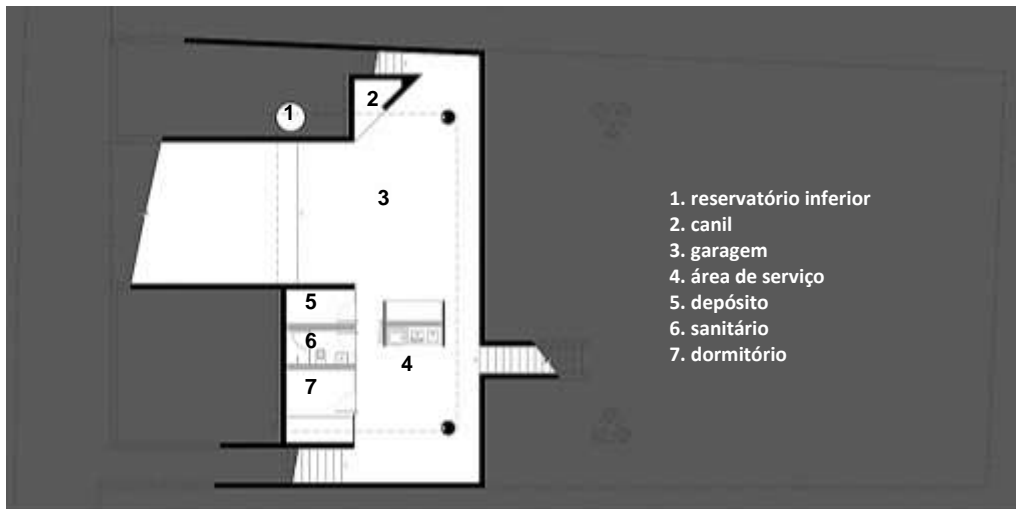 2
1
3
5
6
4
7
1. reservatório inferior
2. canil
3. garagem
4. área de serviço
5. depósito
6. sanitário
7. dormitório